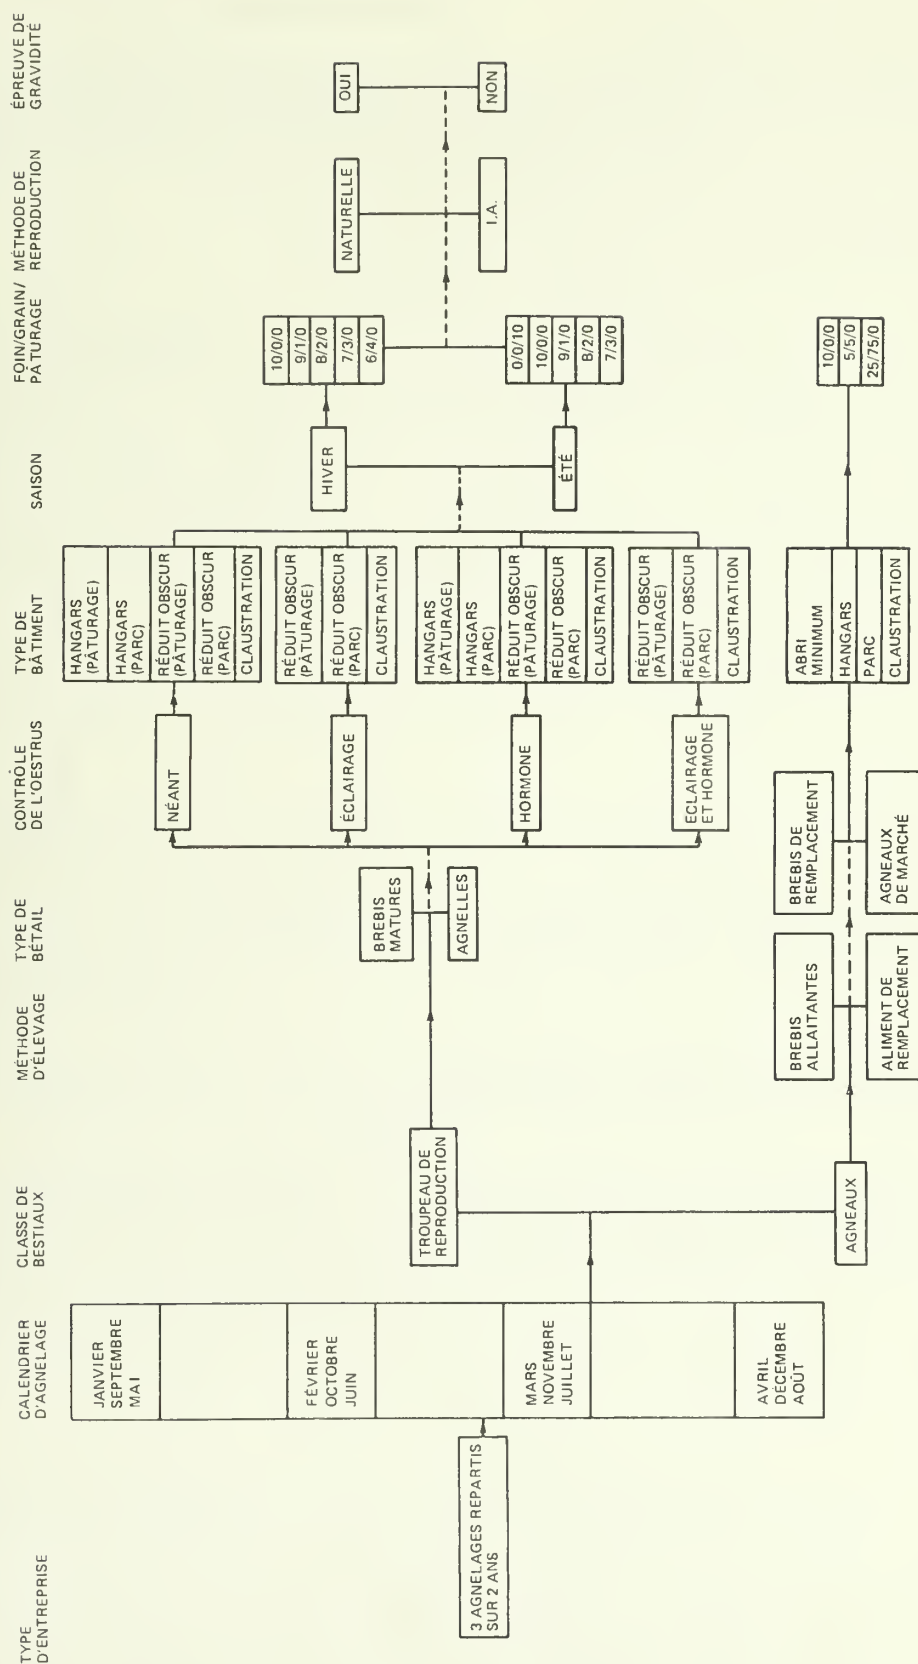 TYPE
D'ENTREPRISE
CALENDRIER
D'AGNELAGE
CLASSE DE
BESTIAUX
MÉTHODE
D'ÉLEVAGE
TYPE DE
BÉTAIL
CONTRÔLE
DE L'OESTRUS
TYPE DE
BÂTIMENT
SAISON
FOIN/GRAIN/
PÂTURAGE
MÉTHODE DE
REPRODUCTION
ÉPREUVE DE
GRAVIDITÉ
3 AGNELAGES REPARTIS
SUR 2 ANS
JANVIER
SEPTEMBRE
MAI
FÉVRIER
OCTOBRE
JUIN
MARS
NOVEMBRE
JUILLET
AVRIL
DÉCEMBRE
AOÛT
TROUPEAU DE
REPRODUCTION
AGNEAUX
BREBIS
MATURES
AGNELLES
NÉANT
ÉCLAIRAGE
HORMONE
ECLAIRAGE
ET HORMONE
HANGARS
(PÂTURAGE)
HANGARS
(PARC)
RÉDUIT OBSCUR
(PÂTURAGE)
RÉDUIT OBSCUR
(PARC)
CLAUSTRATION
RÉDUIT OBSCUR
(PÂTURAGE)
RÉDUIT OBSCUR
(PARC)
CLAUSTRATION
HANGARS
(PÂTURAGE)
HANGARS
(PARC)
RÉDUIT OBSCUR
(PÂTURAGE)
RÉDUIT OBSCUR
(PARC)
CLAUSTRATION
RÉDUIT OBSCUR
(PÂTURAGE)
RÉDUIT OBSCUR
(PARC)
CLAUSTRATION
HIVER
ÉTÉ
10/0/0
9/1/0
8/2/0
7/3/0
6/4/0
0/0/10
10/0/0
9/1/0
8/2/0
7/3/0
NATURELLE
I.A.
OUI
NON
BREBIS
ALLAITANTES
ALIMENT DE
REMPLACEMENT
BREBIS DE
REMPLACEMENT
AGNEAUX
DE MARCHÉ
ABRI
MINIMUM
HANGARS
PARC
CLAUSTRATION
10/0/0
5/5/0
25/75/0